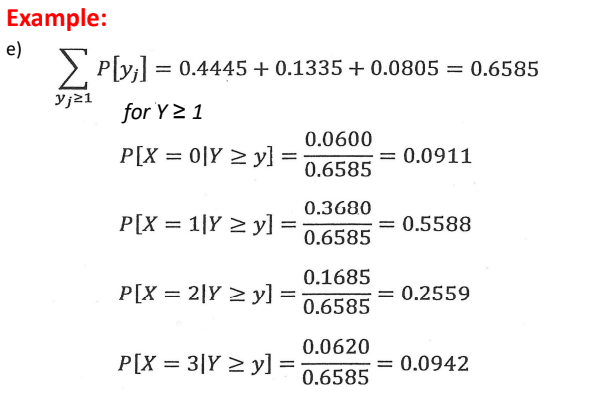 Example:
e) ∑ P[yⱼ] = 0.4445 + 0.1335 + 0.0805 = 0.6585
yⱼ≥1
for Y ≥ 1
P[X = 0|Y ≥ y] = 0.0600/0.6585 = 0.0911
P[X = 1|Y ≥ y] = 0.3680/0.6585 = 0.5588
P[X = 2|Y ≥ y] = 0.1685/0.6585 = 0.2559
P[X = 3|Y ≥ y] = 0.0620/0.6585 = 0.0942